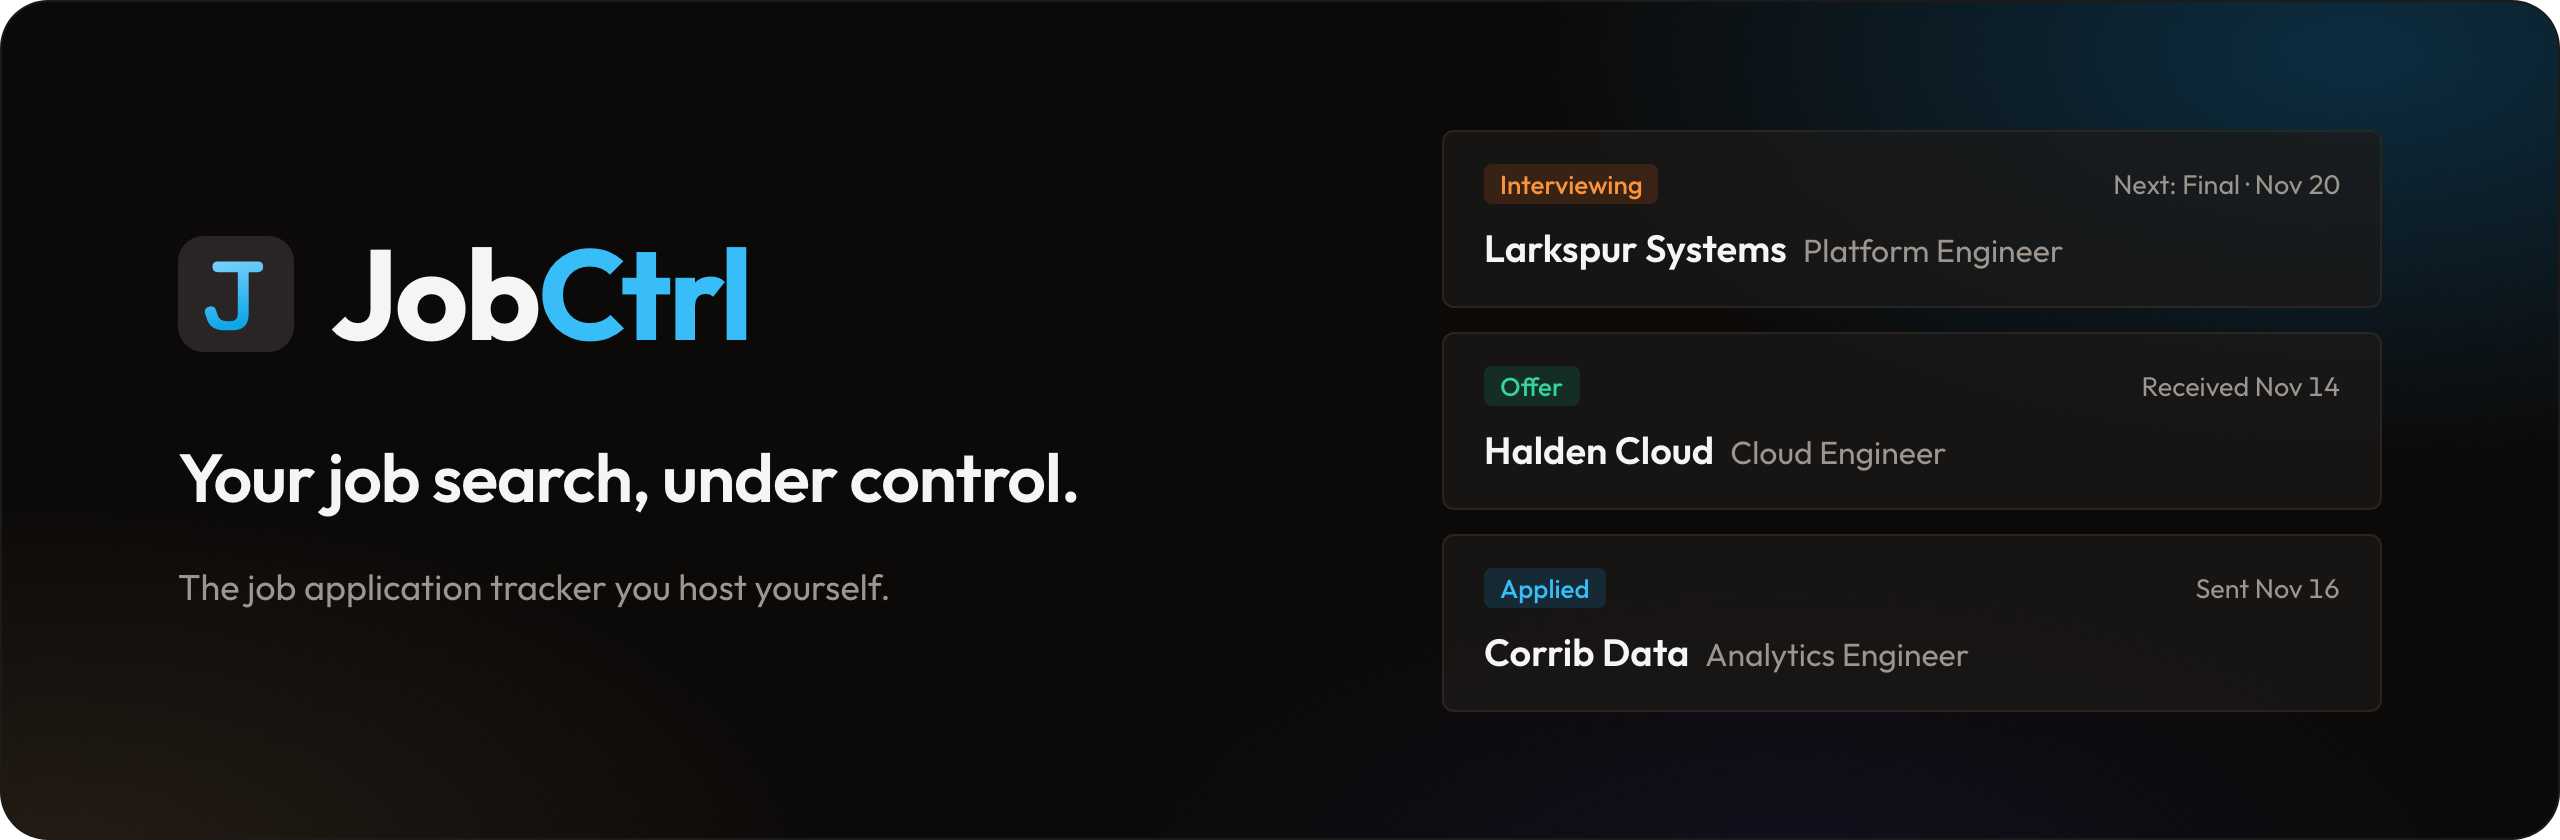 J JobCtrl
Your job search, under control.
The job application tracker you host yourself.
Interviewing Next: Final · Nov 20
Larkspur Systems Platform Engineer
Offer Received Nov 14
Halden Cloud Cloud Engineer
Applied Sent Nov 16
Corrib Data Analytics Engineer